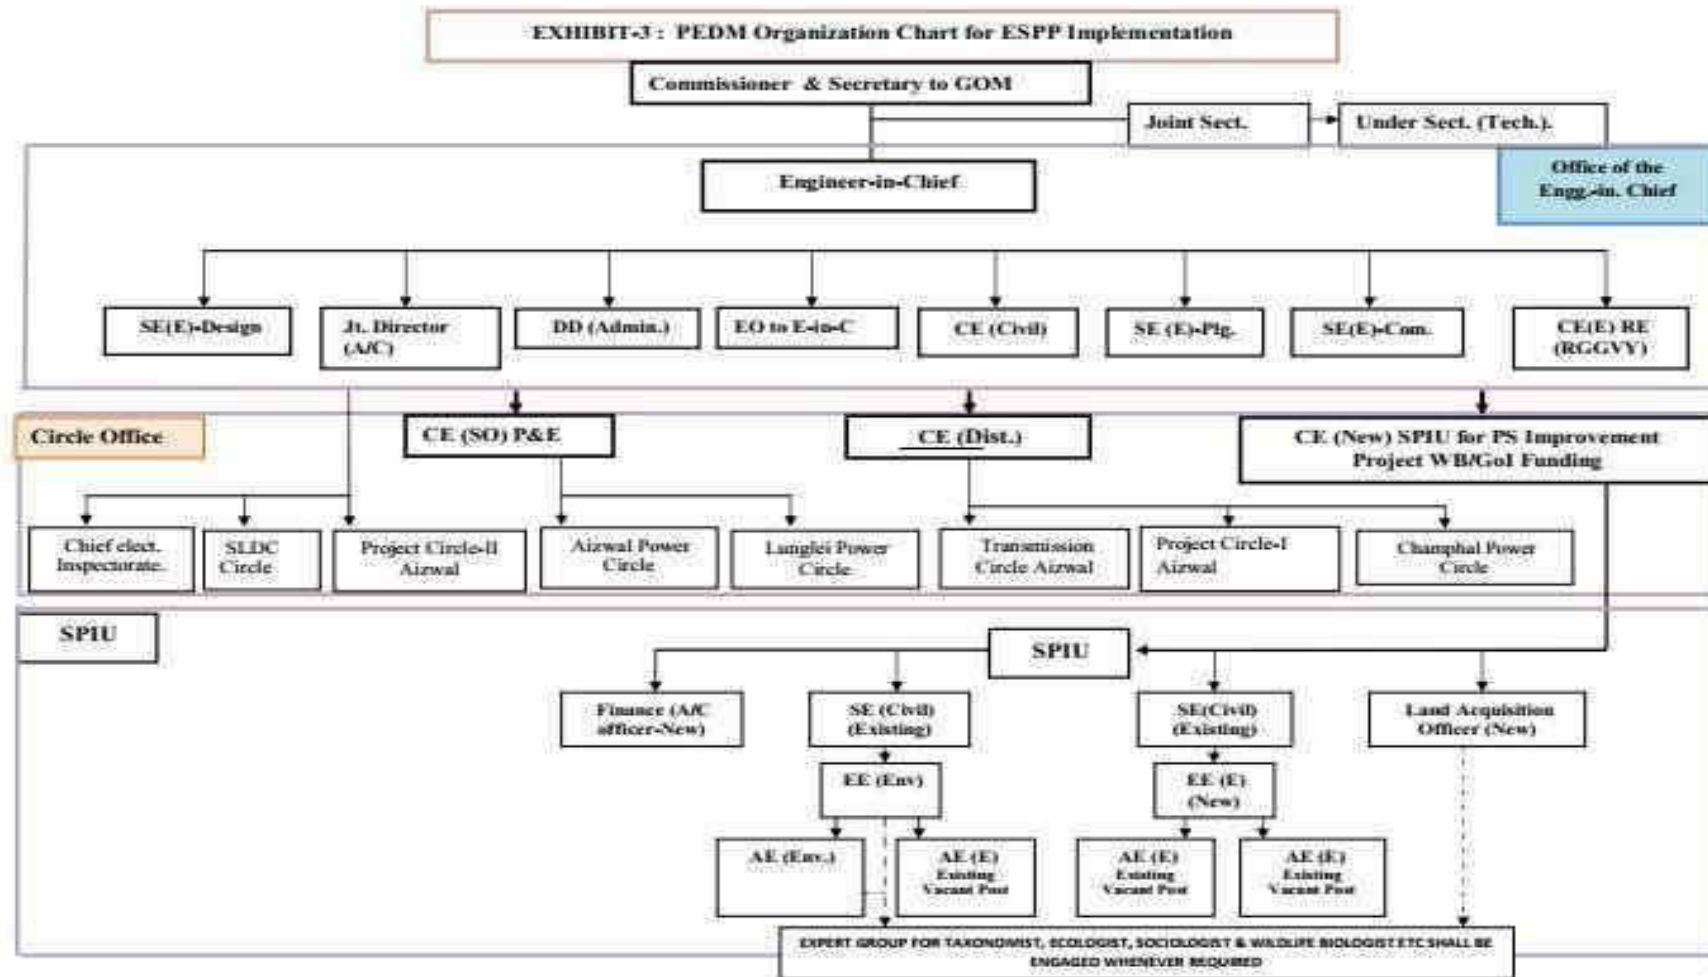 EXHIBIT-3 : PEDM Organization Chart for ESPP Implementation
Commissioner & Secretary to GOM
Joint Sect.
Under Sect. (Tech.).
Engineer-in-Chief
Office of the
Engg.-in. Chief
SE(E)-Design
Jt. Director
(A/C)
DD (Admin.)
EO to E-in-C
CE (Civil)
SE (E)-Plg.
SE(E)-Com.
CE(E) RE
(RGGVY)
Circle Office
CE (SO) P&E
CE (Dist.)
CE (New) SPIU for PS Improvement
Project WB/GoI Funding
Chief elect.
Inspectorate.
SLDC
Circle
Project Circle-II
Aizwal
Aizwal Power
Circle
Lunglei Power
Circle
Transmission
Circle Aizwal
Project Circle-I
Aizwal
Champhal Power
Circle
SPIU
SPIU
Finance (A/C
officer-New)
SE (Civil)
(Existing)
SE(Civil)
(Existing)
Land Acquisition
Officer (New)
EE (Env)
EE (E)
(New)
AE (Env.)
AE (E)
Existing
Vacant Post
AE (E)
Existing
Vacant Post
AE (E)
Existing
Vacant Post
EXPERT GROUP FOR TAXONOMIST, ECOLOGIST, SOCIOLOGIST & WILDLIFE BIOLOGIST ETC SHALL BE
ENGAGED WHENEVER REQUIRED